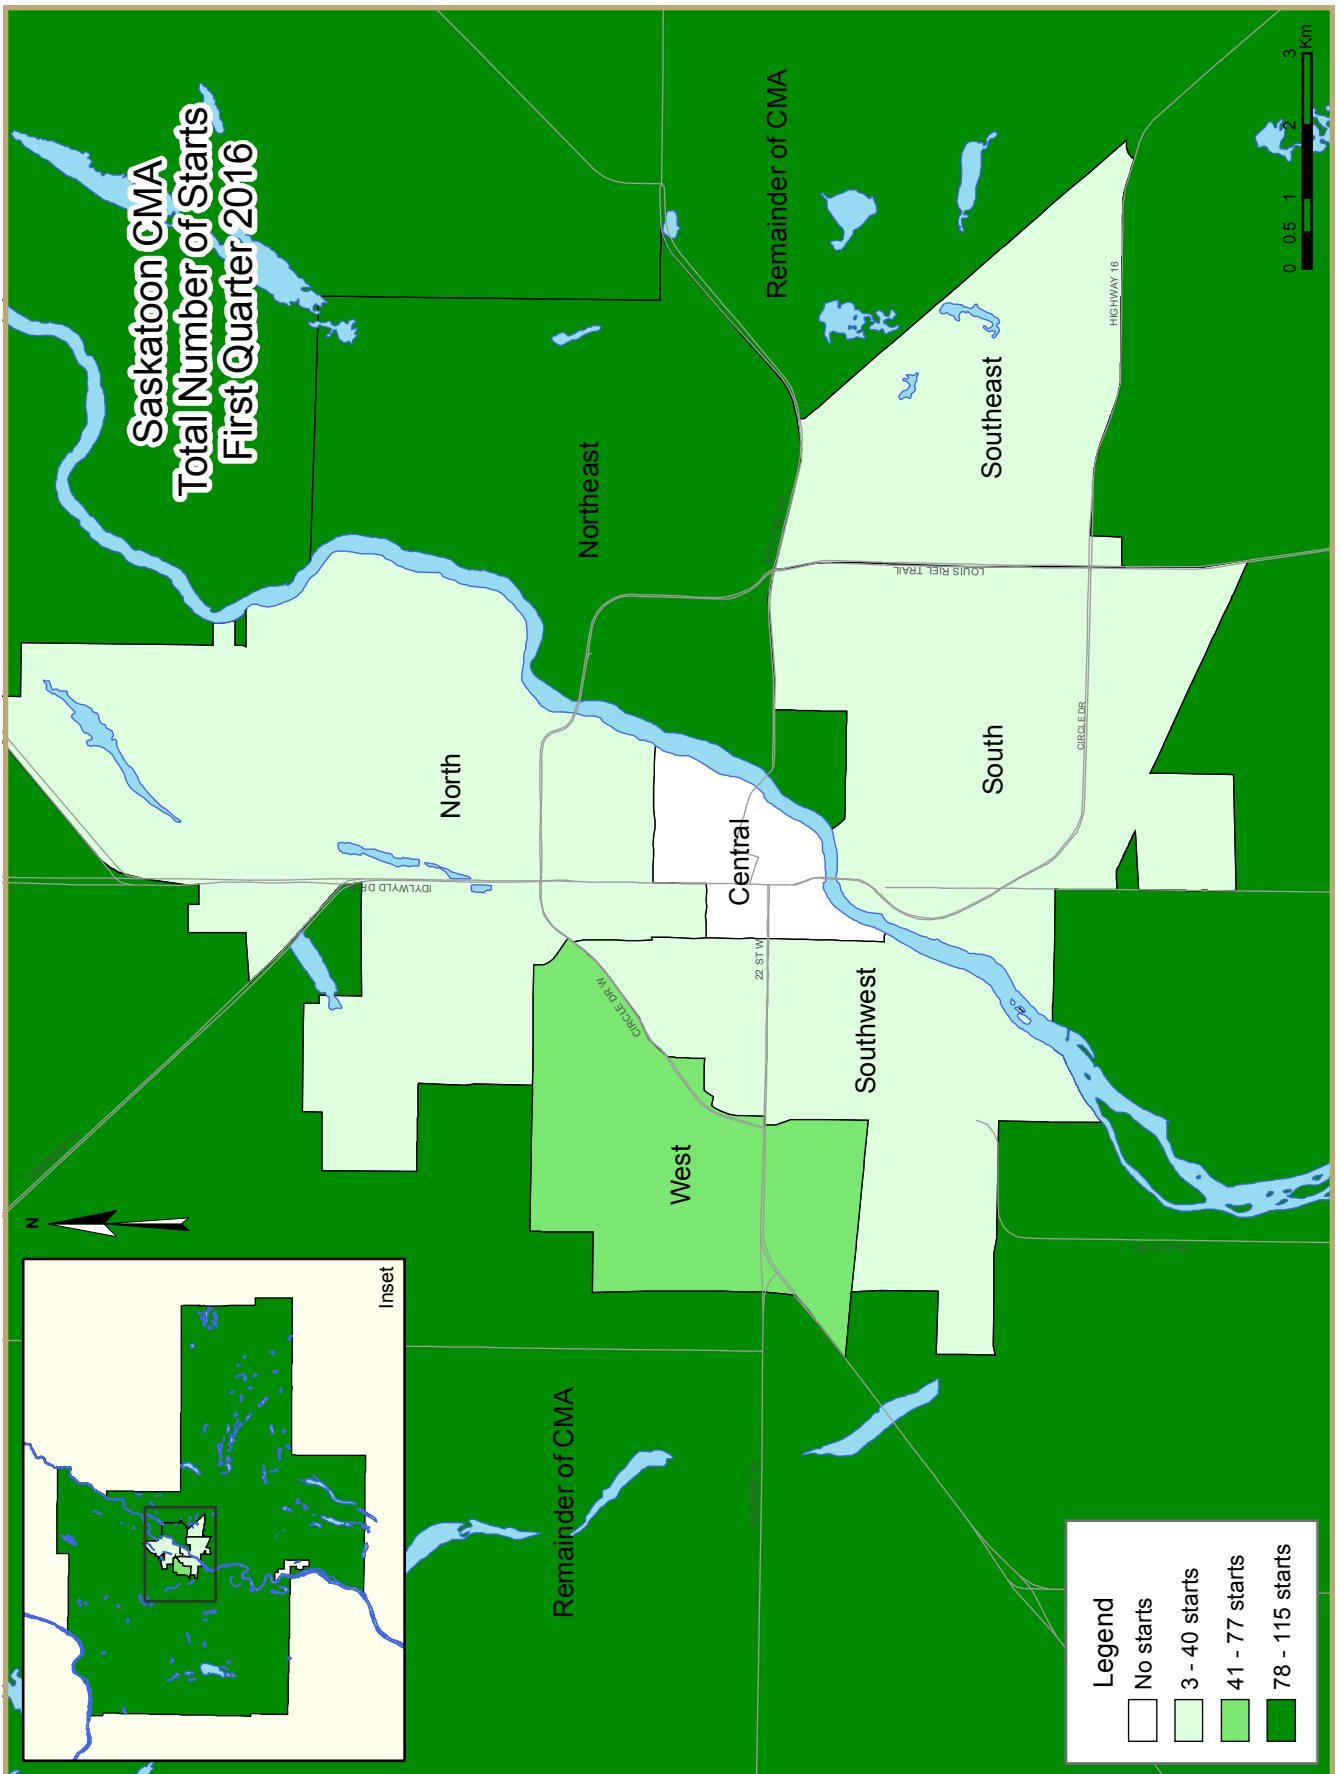 Saskatoon CMA
Total Number of Starts
First Quarter 2016
Inset
N
North
Northeast
West
Central
Southwest
South
Southeast
Remainder of CMA
Remainder of CMA
IDYLWYLD DR
CIRCLE DR W
22 ST W
LOUIS RIEL TRAIL
CIRCLE DR
HIGHWAY 16
Legend
No starts
3 - 40 starts
41 - 77 starts
78 - 115 starts
0 0.5 1 2 3
Km